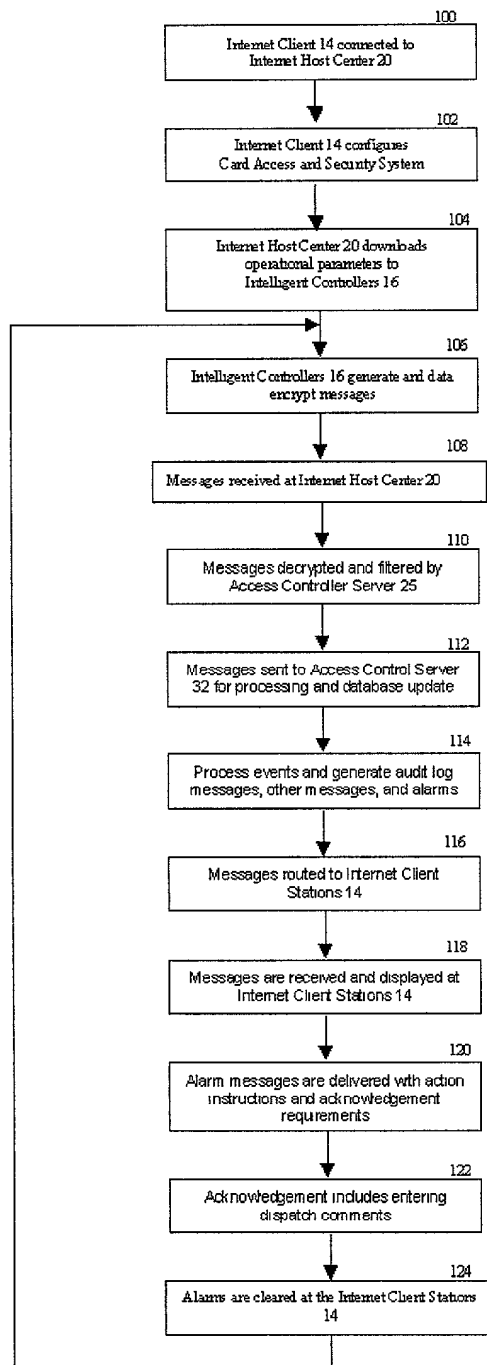 100
Internet Client 14 connected to
Internet Host Center 20
102
Internet Client 14 configures
Card Access and Security System
104
Internet Host Center 20 downloads
operational parameters to
Intelligent Controllers 16
106
Intelligent Controllers 16 generate and data
encrypt messages
108
Messages received at Internet Host Center 20
110
Messages decrypted and filtered by
Access Controller Server 25
112
Messages sent to Access Control Server
32 for processing and database update
114
Process events and generate audit log
messages, other messages, and alarms
116
Messages routed to Internet Client
Stations 14
118
Messages are received and displayed at
Internet Client Stations 14
120
Alarm messages are delivered with action
instructions and acknowledgement
requirements
122
Acknowledgement includes entering
dispatch comments
124
Alarms are cleared at the Internet Client Stations
14